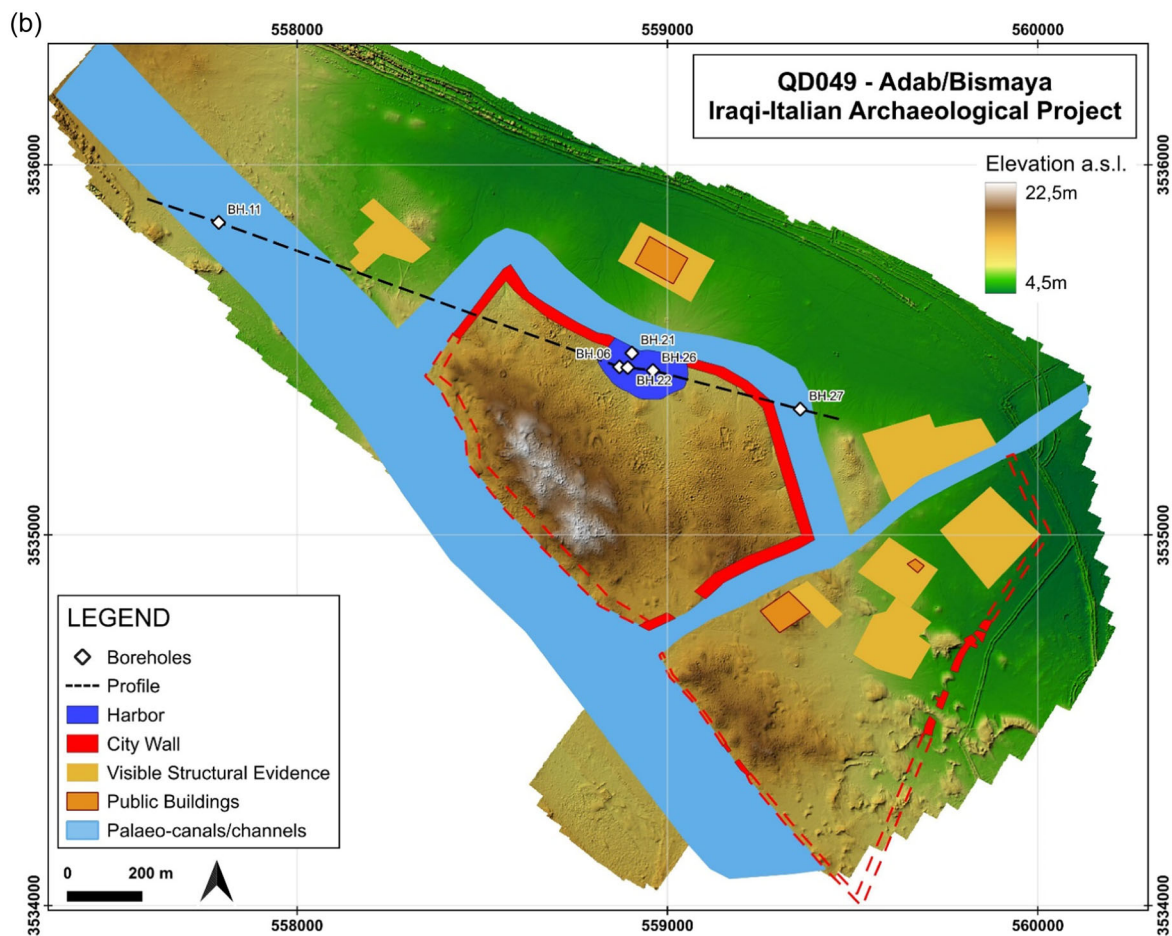 (b)
558000
559000
560000
QD049 - Adab/Bismaya
Iraqi-Italian Archaeological Project
Elevation a.s.l.
22,5m
4,5m
3536000
3536000
BH.11
BH.21
BH.06
BH.26
BH.22
BH.27
3535000
3535000
LEGEND
Boreholes
Profile
Harbor
City Wall
Visible Structural Evidence
Public Buildings
Palaeo-canals/channels
0 200 m
3534000
3534000
558000
559000
560000